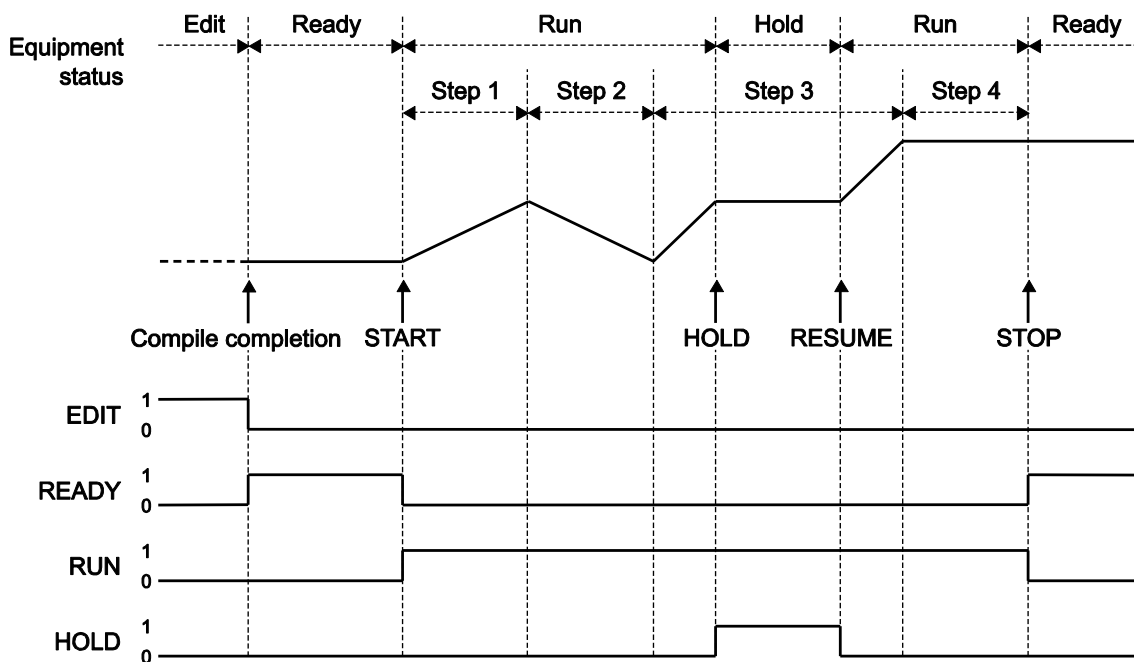 Edit Ready Run Hold Run Ready
Equipment
status
Step 1 Step 2 Step 3 Step 4
Compile completion START HOLD RESUME STOP
EDIT 1
0
READY 1
0
RUN 1
0
HOLD 1
0